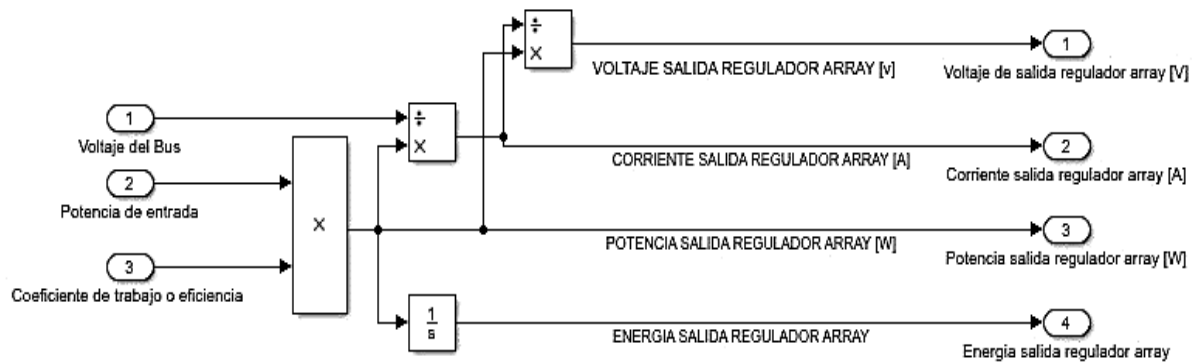 ÷
×
VOLTAJE SALIDA REGULADOR ARRAY [v]
1
Voltaje de salida regulador array [V]
1
Voltaje del Bus
÷
×
CORRIENTE SALIDA REGULADOR ARRAY [A]
2
Corriente salida regulador array [A]
2
Potencia de entrada
×
POTENCIA SALIDA REGULADOR ARRAY [W]
3
Potencia salida regulador array [W]
3
Coeficiente de trabajo o eficiencia
1
s
ENERGIA SALIDA REGULADOR ARRAY
4
Energia salida regulador array